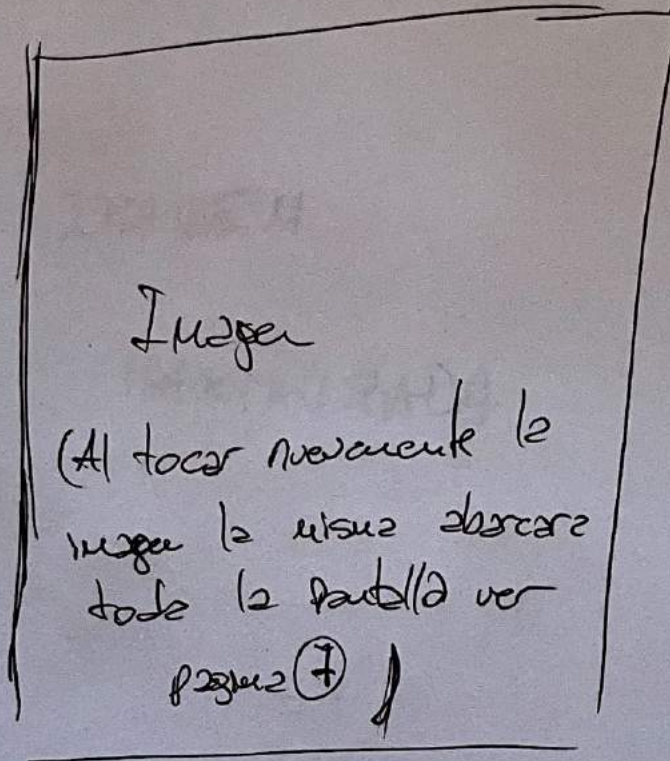 Imagen
(Al tocar nuevamente la
imagen la misma abarcara
toda la pantalla ver
pagina 7)